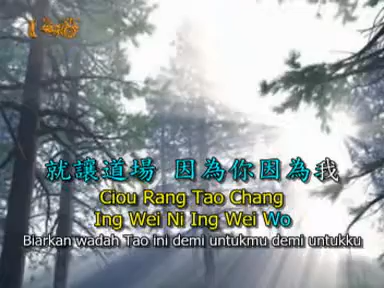 就讓道場 因為你因為我
Ciou Rang Tao Chang
Ing Wei Ni Ing Wei Wo
Biarkan wadah Tao ini demi untukmu demi untukku